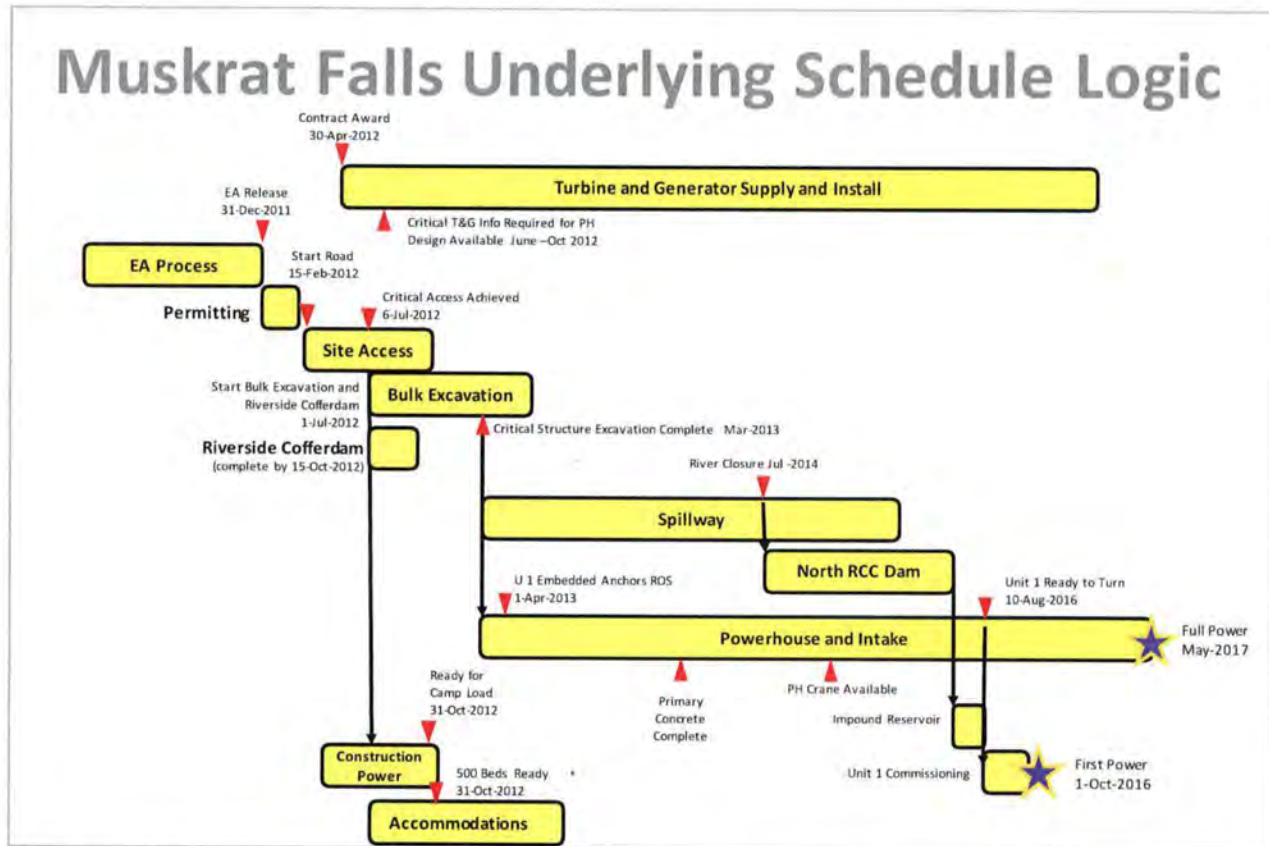 Muskrat Falls Underlying Schedule Logic
Contract Award
30-Apr-2012
Turbine and Generator Supply and Install
EA Release
31-Dec-2011
Critical T&G Info Required for PH
Design Available June –Oct 2012
EA Process
Start Road
15-Feb-2012
Permitting
Critical Access Achieved
6-Jul-2012
Site Access
Start Bulk Excavation and
Riverside Cofferdam
1-Jul-2012
Bulk Excavation
Critical Structure Excavation Complete Mar-2013
Riverside Cofferdam
(complete by 15-Oct-2012)
River Closure Jul -2014
Spillway
North RCC Dam
U 1 Embedded Anchors ROS
1-Apr-2013
Unit 1 Ready to Turn
10-Aug-2016
Powerhouse and Intake
Full Power
May-2017
Ready for
Camp Load
31-Oct-2012
Primary
Concrete
Complete
PH Crane Available
Impound Reservoir
Construction
Power
500 Beds Ready
31-Oct-2012
Unit 1 Commissioning
First Power
1-Oct-2016
Accommodations